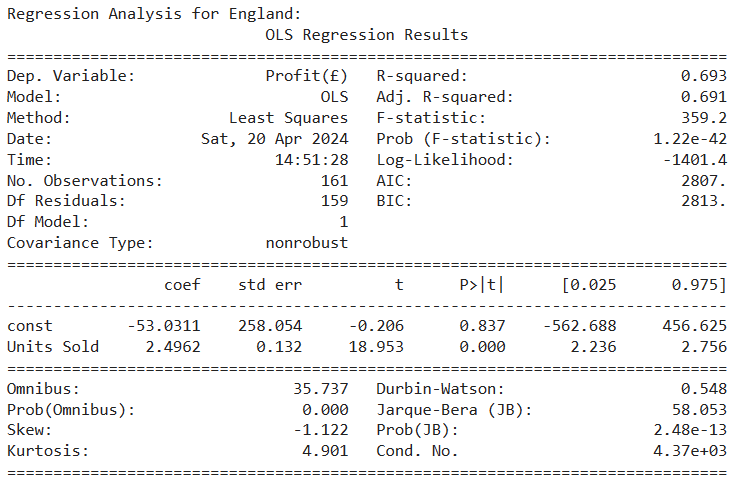 Regression Analysis for England:
                            OLS Regression Results
==============================================================================
Dep. Variable:              Profit(£)   R-squared:                       0.693
Model:                            OLS   Adj. R-squared:                  0.691
Method:                 Least Squares   F-statistic:                     359.2
Date:                Sat, 20 Apr 2024   Prob (F-statistic):           1.22e-42
Time:                        14:51:28   Log-Likelihood:                -1401.4
No. Observations:                 161   AIC:                             2807.
Df Residuals:                     159   BIC:                             2813.
Df Model:                           1
Covariance Type:            nonrobust
==============================================================================
                 coef    std err          t      P>|t|      [0.025      0.975]
------------------------------------------------------------------------------
const        -53.0311    258.054     -0.206      0.837    -562.688     456.625
Units Sold     2.4962      0.132     18.953      0.000       2.236       2.756
==============================================================================
Omnibus:                       35.737   Durbin-Watson:                   0.548
Prob(Omnibus):                  0.000   Jarque-Bera (JB):               58.053
Skew:                          -1.122   Prob(JB):                     2.48e-13
Kurtosis:                       4.901   Cond. No.                     4.37e+03
==============================================================================